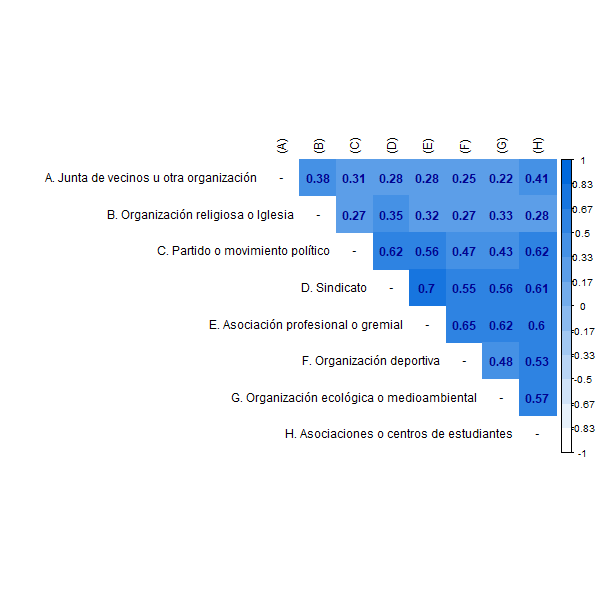 (A) (B) (C) (D) (E) (F) (G) (H)
A. Junta de vecinos u otra organización - 0.38 0.31 0.28 0.28 0.25 0.22 0.41
B. Organización religiosa o Iglesia - 0.27 0.35 0.32 0.27 0.33 0.28
C. Partido o movimiento político - 0.62 0.56 0.47 0.43 0.62
D. Sindicato - 0.7 0.55 0.56 0.61
E. Asociación profesional o gremial - 0.65 0.62 0.6
F. Organización deportiva - 0.48 0.53
G. Organización ecológica o medioambiental - 0.57
H. Asociaciones o centros de estudiantes -
1
0.83
0.67
0.5
0.33
0.17
0
-0.17
-0.33
-0.5
-0.67
-0.83
-1